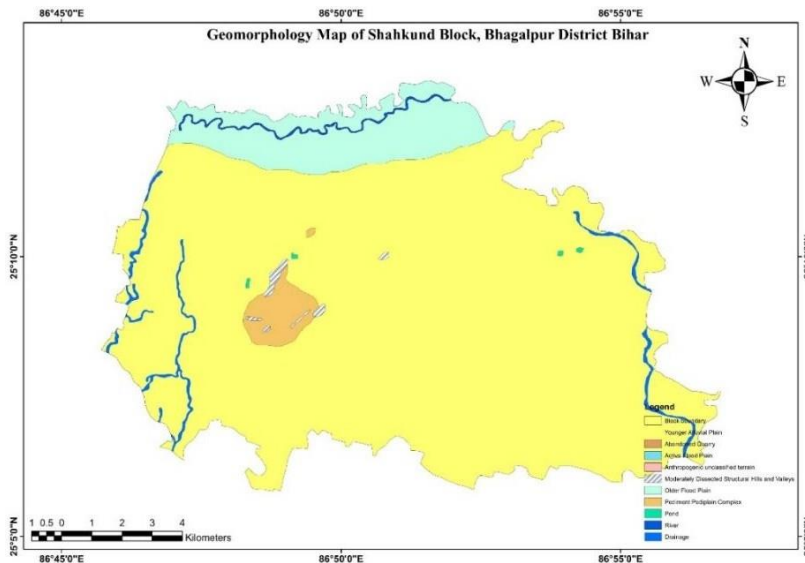 86°45'0"E 86°50'0"E 86°55'0"E
Geomorphology Map of Shahkund Block, Bhagalpur District Bihar
N
W E
S
25°10'0"N
Legend
Block boundary
Younger Alluvial Plain
Abandoned Quarry
Active Flood Plain
Anthropogenic unclassified terrain
Moderately Dissected Structural Hills and Valleys
Older Flood Plain
Pediment Pediplain Complex
Pond
River
Drainage
1 0.5 0 1 2 3 4
Kilometers
25°5'0"N
86°45'0"E 86°50'0"E 86°55'0"E